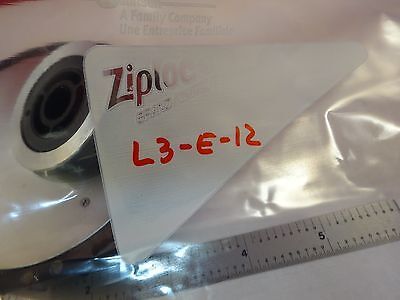 A Family Company
Une Entreprise Familiale
Ziploc
L3-E-12
4
5